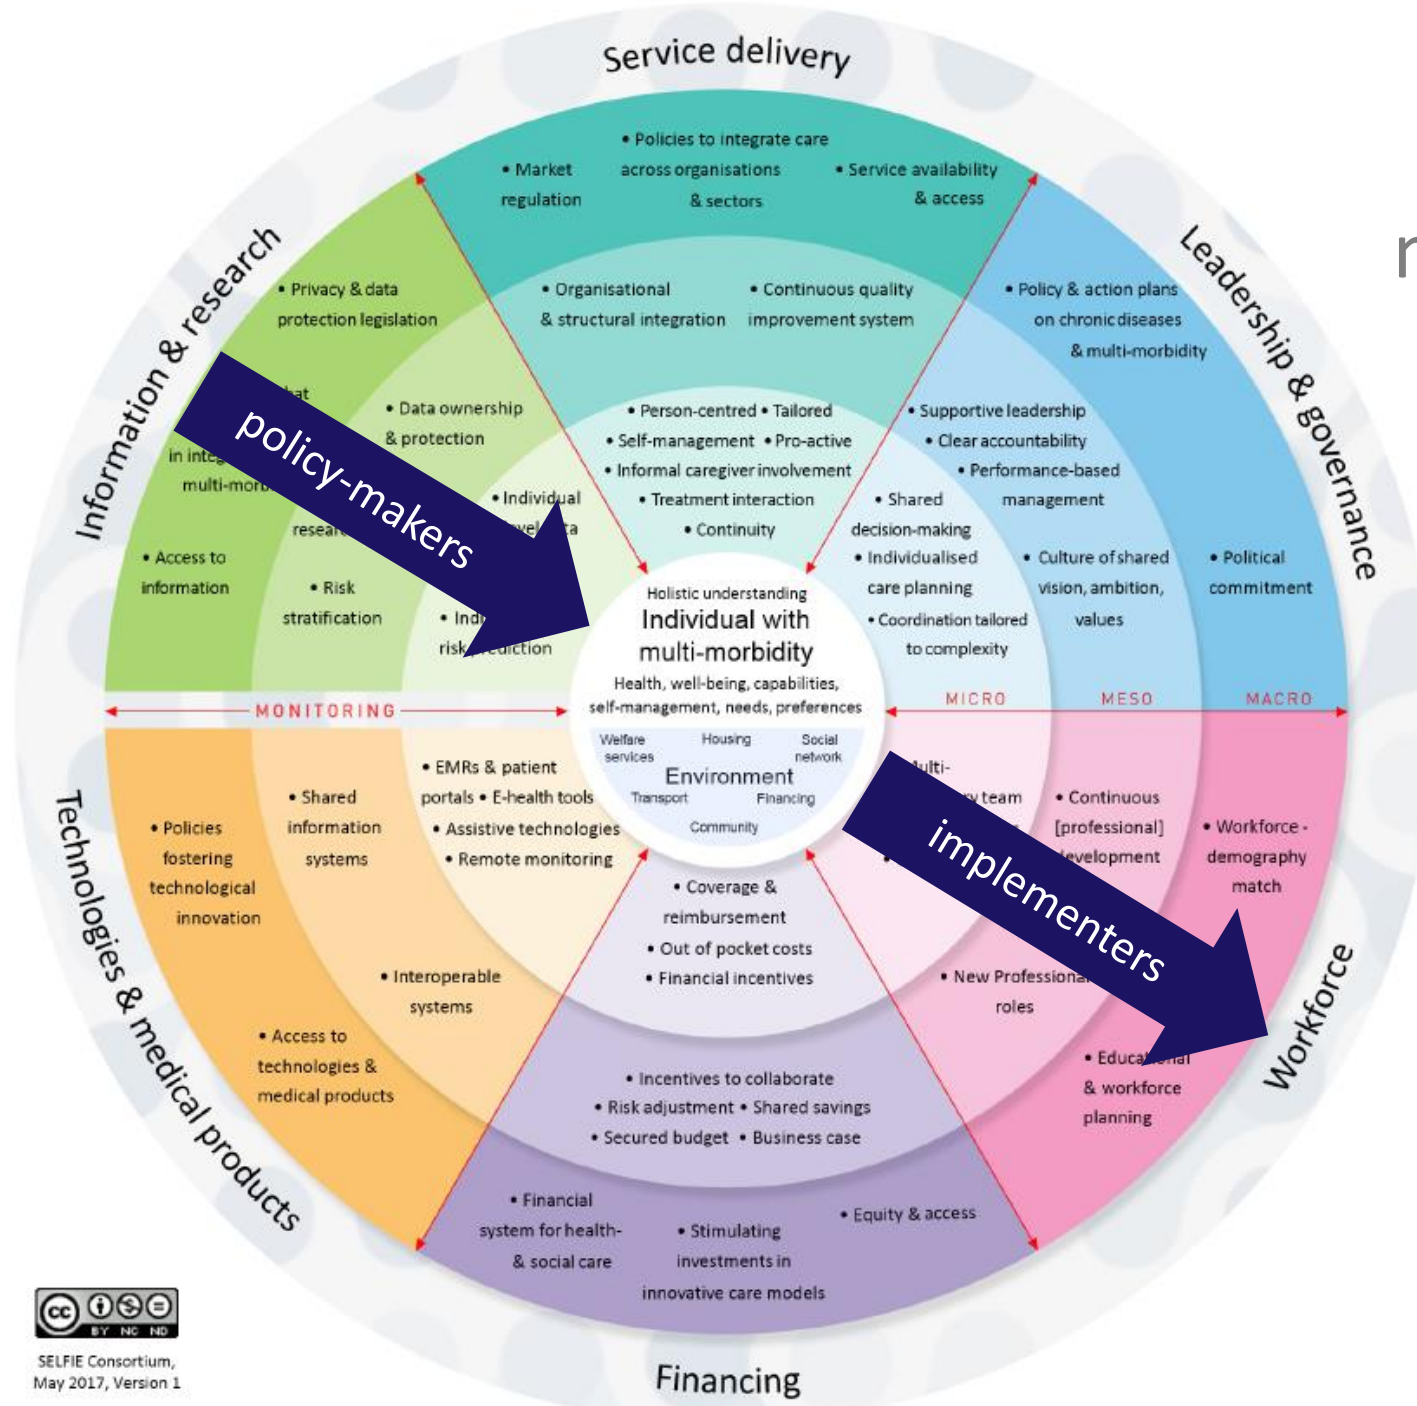 Service delivery
• Policies to integrate care
across organisations
& sectors
• Market
regulation
• Service availability
& access
• Organisational
& structural integration
• Continuous quality
improvement system
• Person-centred • Tailored
• Self-management • Pro-active
• Informal caregiver involvement
• Treatment interaction
• Continuity
Information & research
• Privacy & data
protection legislation
in
• Access to
information
• Data ownership
& protection
• Risk
stratification
• Individual
policy-makers
Leadership & governance
• Policy & action plans
on chronic diseases
& multi-morbidity
• Supportive leadership
• Clear accountability
• Performance-based
management
• Shared
decision-making
• Individualised
care planning
• Coordination tailored
to complexity
• Culture of shared
vision, ambition,
values
• Political
commitment
Holistic understanding
Individual with
multi-morbidity
Health, well-being, capabilities,
self-management, needs, preferences
Welfare
services
Housing
Social
network
Environment
Transport
Financing
Community
MONITORING
MICRO
MESO
MACRO
Technologies & medical products
• EMRs & patient
portals • E-health tools
• Assistive technologies
• Remote monitoring
• Shared
information
systems
• Policies
fostering
technological
innovation
• Interoperable
systems
• Access to
technologies &
medical products
• Coverage &
reimbursement
• Out of pocket costs
• Financial incentives
• Incentives to collaborate
• Risk adjustment • Shared savings
• Secured budget • Business case
• Financial
system for health-
& social care
• Stimulating
investments in
innovative care models
• Equity & access
Financing
implementers
team
• Continuous
[professional]
• Workforce -
demography
match
• New Professional
roles
& workforce
planning
Workforce
CC BY NC ND
SELFIE Consortium,
May 2017, Version 1